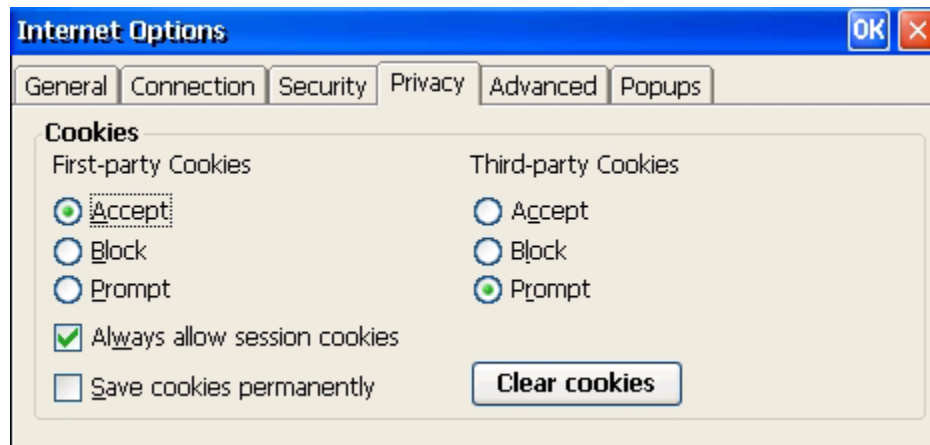 Internet Options OK
General Connection Security Privacy Advanced Popups
Cookies
First-party Cookies Third-party Cookies
Accept Accept
Block Block
Prompt Prompt
Always allow session cookies
Save cookies permanently Clear cookies